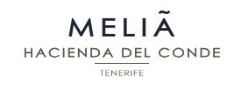 MELIÃ
HACIENDA DEL CONDE
TENERIFE